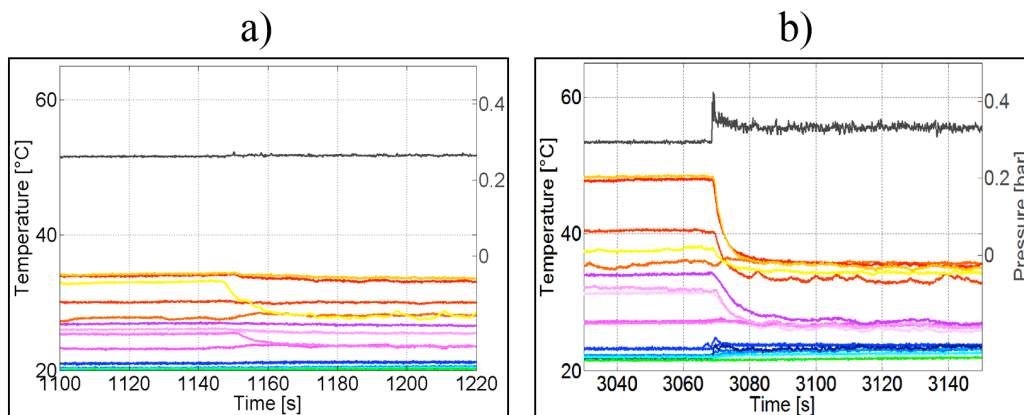 a)
b)
Temperature [°C]
60
40
20
0.4
0.2
0
1100 1120 1140 1160 1180 1200 1220
Time [s]
Temperature [°C]
60
40
20
0.4
0.2
0
Pressure [bar]
3040 3060 3080 3100 3120 3140
Time [s]